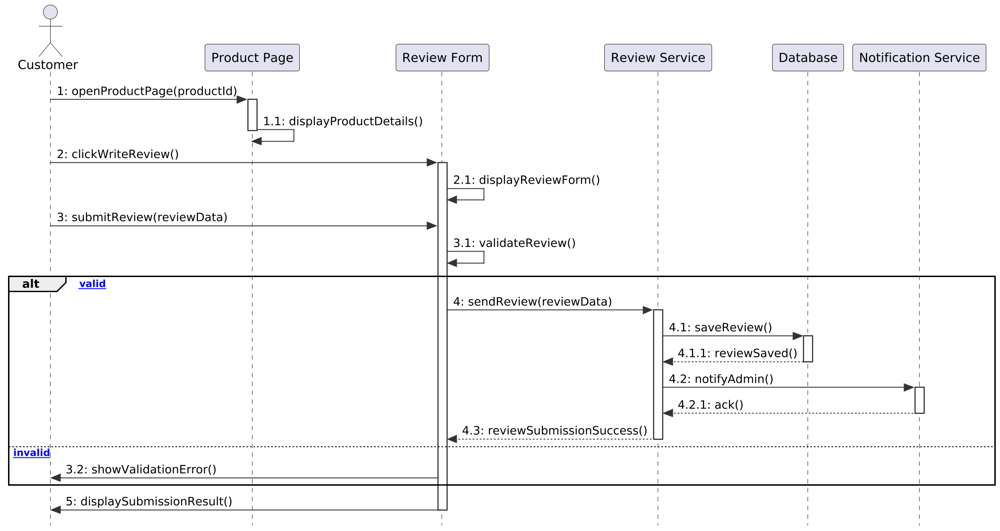 Customer
Product Page
Review Form
Review Service
Database
Notification Service
1: openProductPage(productId)
1.1: displayProductDetails()
2: clickWriteReview()
2.1: displayReviewForm()
3: submitReview(reviewData)
3.1: validateReview()
alt
valid
4: sendReview(reviewData)
4.1: saveReview()
4.1.1: reviewSaved()
4.2: notifyAdmin()
4.2.1: ack()
4.3: reviewSubmissionSuccess()
invalid
3.2: showValidationError()
5: displaySubmissionResult()